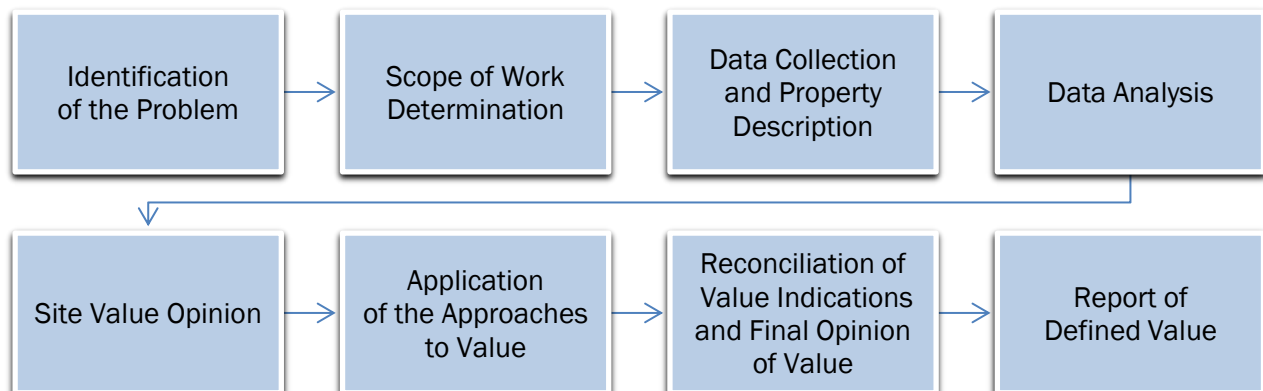 Identification
of the Problem
Scope of Work
Determination
Data Collection
and Property
Description
Data Analysis
Site Value Opinion
Application
of the Approaches
to Value
Reconciliation of
Value Indications
and Final Opinion
of Value
Report of
Defined Value